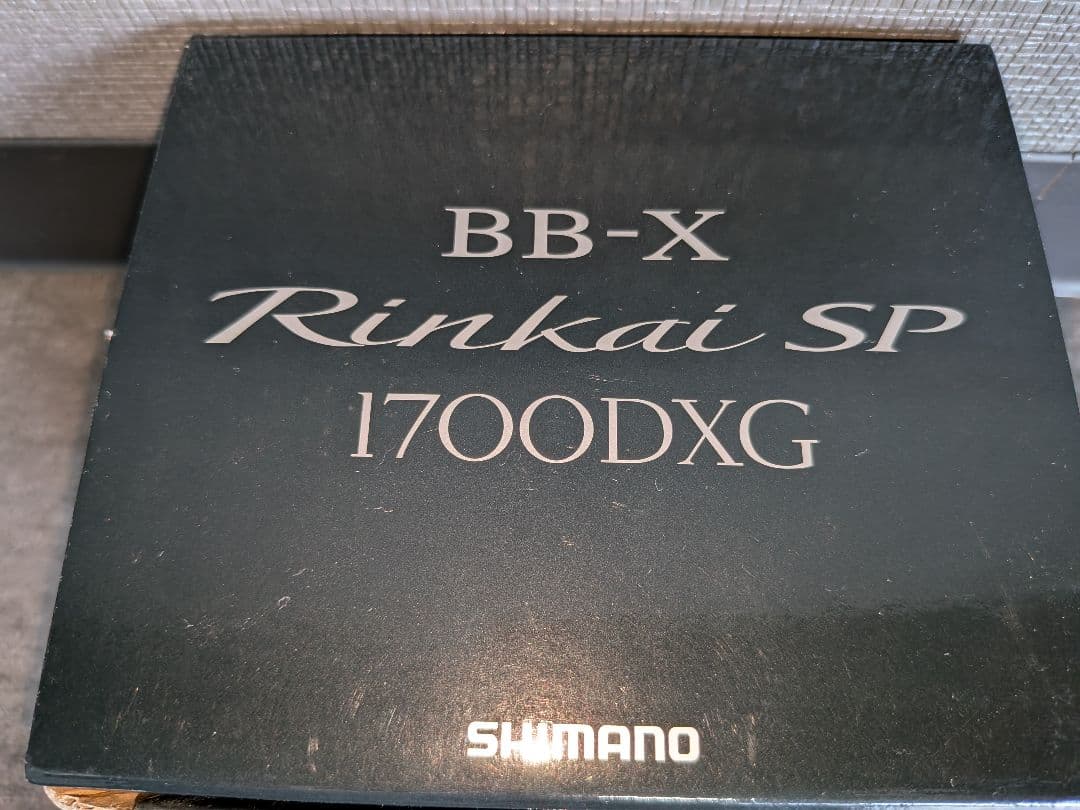 BB-X
Rinkai SP
1700DXG
SHIMANO